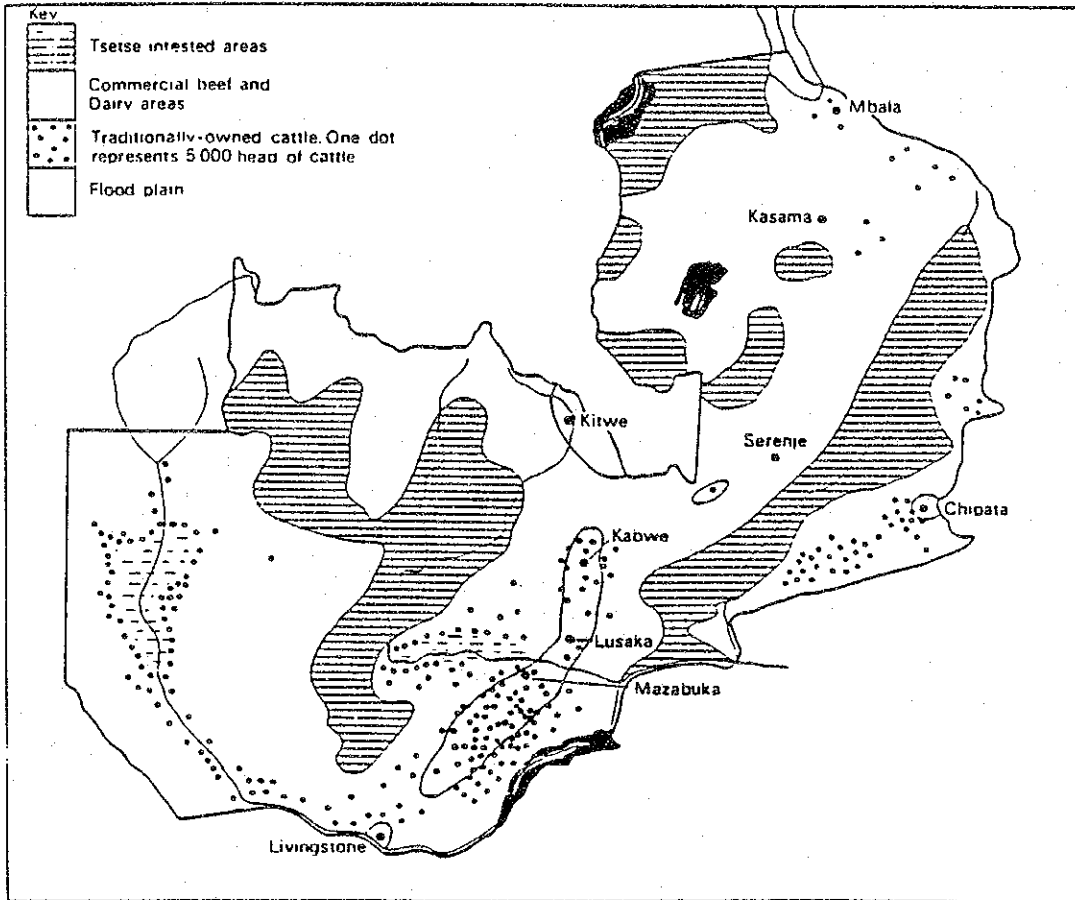 Key
Tsetse infested areas
Commercial beef and
Dairy areas
Traditionally-owned cattle. One dot
represents 5 000 head of cattle
Flood plain
Mbala
Kasama
Kitwe
Serenje
Chipata
Kabwe
Lusaka
Mazabuka
Livingstone